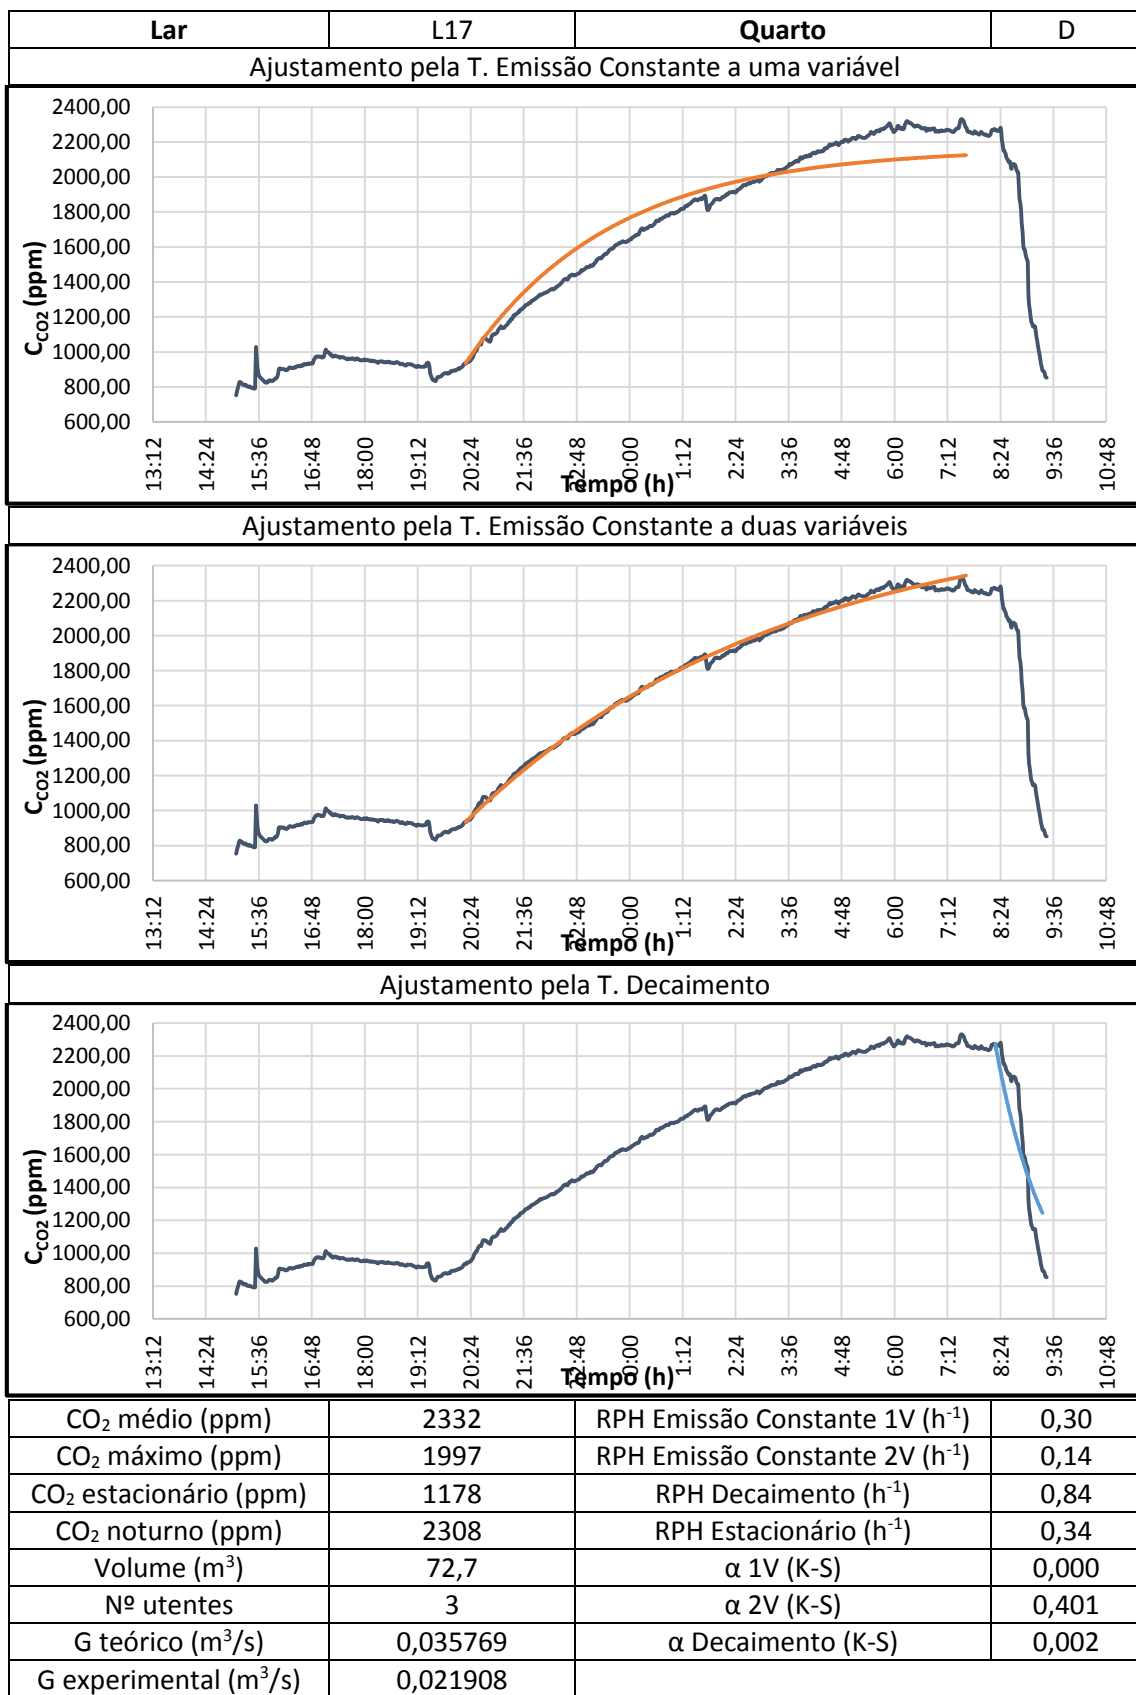 Lar L17 Quarto D
Ajustamento pela T. Emissão Constante a uma variável
2400,00
2200,00
2000,00
1800,00
1600,00
1400,00
1200,00
1000,00
800,00
600,00
C_CO2 (ppm)
13:12 14:24 15:36 16:48 18:00 19:12 20:24 21:36 22:48 0:00 1:12 2:24 3:36 4:48 6:00 7:12 8:24 9:36 10:48
Tempo (h)
Ajustamento pela T. Emissão Constante a duas variáveis
2400,00
2200,00
2000,00
1800,00
1600,00
1400,00
1200,00
1000,00
800,00
600,00
C_CO2 (ppm)
13:12 14:24 15:36 16:48 18:00 19:12 20:24 21:36 22:48 0:00 1:12 2:24 3:36 4:48 6:00 7:12 8:24 9:36 10:48
Tempo (h)
Ajustamento pela T. Decaimento
2400,00
2200,00
2000,00
1800,00
1600,00
1400,00
1200,00
1000,00
800,00
600,00
C_CO2 (ppm)
13:12 14:24 15:36 16:48 18:00 19:12 20:24 21:36 22:48 0:00 1:12 2:24 3:36 4:48 6:00 7:12 8:24 9:36 10:48
Tempo (h)
CO₂ médio (ppm) 2332 RPH Emissão Constante 1V (h⁻¹) 0,30
CO₂ máximo (ppm) 1997 RPH Emissão Constante 2V (h⁻¹) 0,14
CO₂ estacionário (ppm) 1178 RPH Decaimento (h⁻¹) 0,84
CO₂ noturno (ppm) 2308 RPH Estacionário (h⁻¹) 0,34
Volume (m³) 72,7 α 1V (K-S) 0,000
Nº utentes 3 α 2V (K-S) 0,401
G teórico (m³/s) 0,035769 α Decaimento (K-S) 0,002
G experimental (m³/s) 0,021908